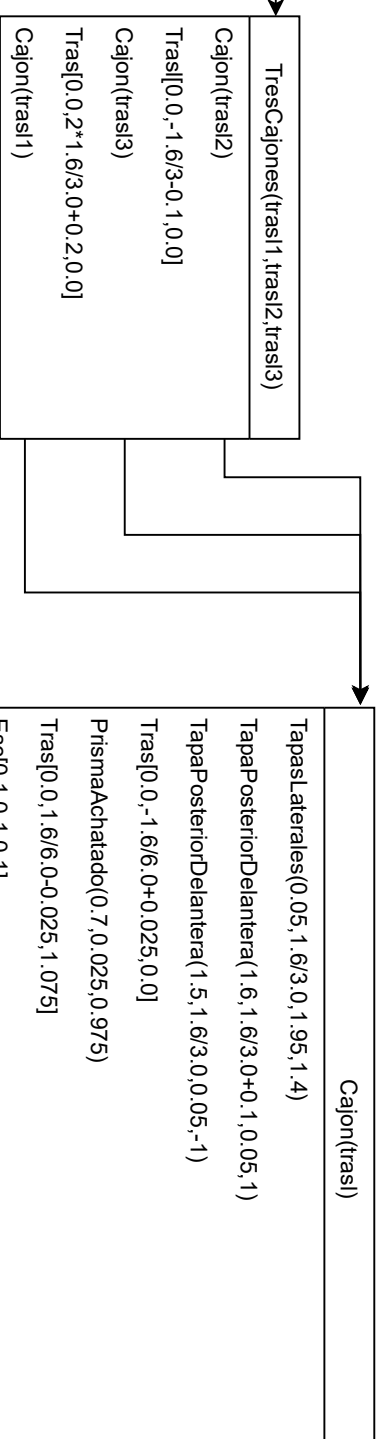 TresCajones(trasl1,trasl2,trasl3)
Cajon(trasl2)
Trasl[0.0,-1.6/3-0.1,0.0]
Cajon(trasl3)
Tras[0.0,2*1.6/3.0+0.2,0.0]
Cajon(trasl1)
Cajon(trasl)
TapasLaterales(0.05,1.6/3.0,1.95,1.4)
TapaPosteriorDelantera(1.6,1.6/3.0+0.1,0.05,1)
TapaPosteriorDelantera(1.5,1.6/3.0,0.05,-1)
Tras[0.0,-1.6/6.0+0.025,0.0]
PrismaAchatado(0.7,0.025,0.975)
Tras[0.0,1.6/6.0-0.025,1.075]